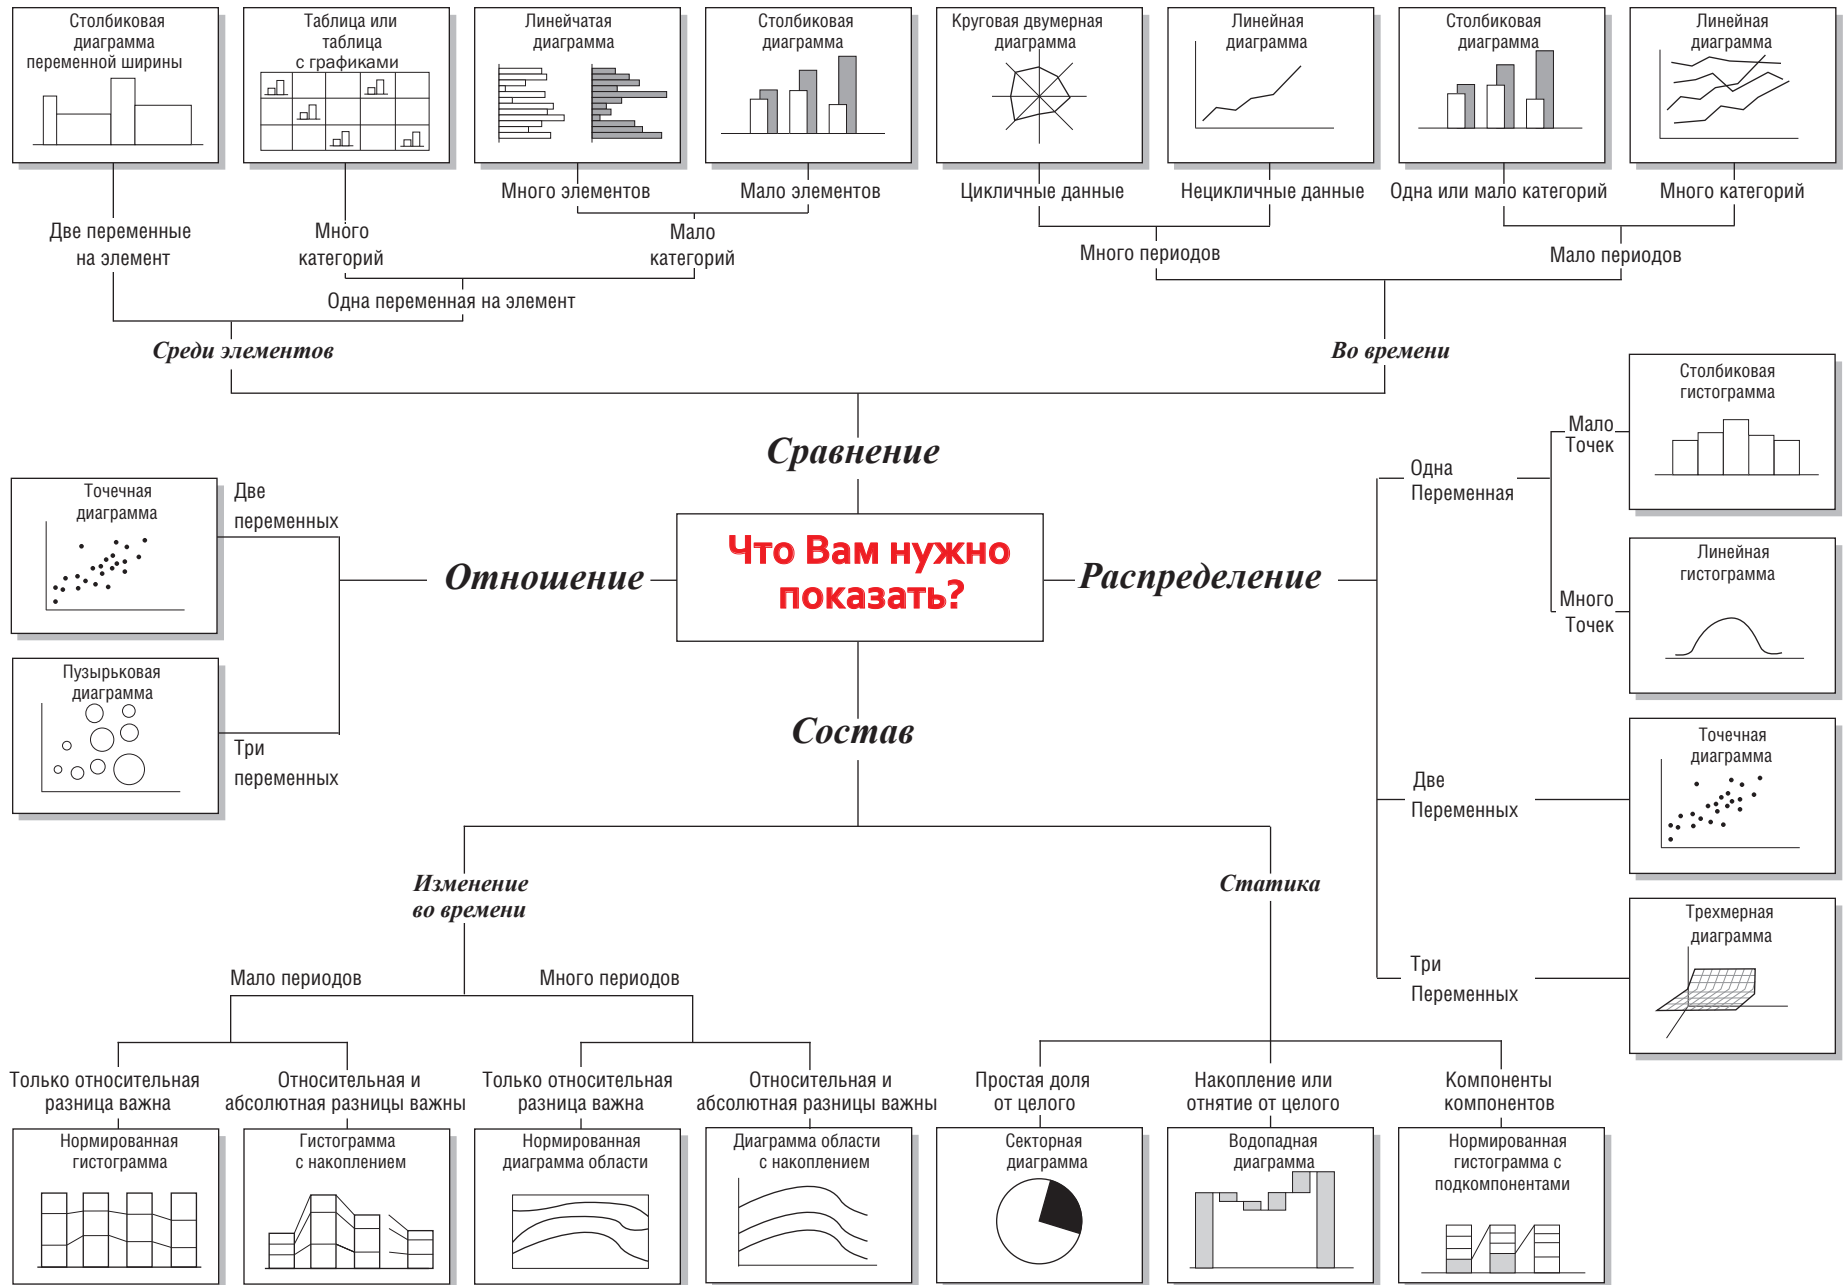 Столбиковая
диаграмма
переменной ширины
Таблица или
таблица
с графиками
Линейчатая
диаграмма
Столбиковая
диаграмма
Круговая двумерная
диаграмма
Линейная
диаграмма
Столбиковая
диаграмма
Линейная
диаграмма
Много элементов
Мало элементов
Цикличные данные
Нецикличные данные
Одна или мало категорий
Много категорий
Две переменные
на элемент
Много
категорий
Мало
категорий
Много периодов
Мало периодов
Одна переменная на элемент
Среди элементов
Во времени
Сравнение
Столбиковая
гистограмма
Мало
Точек
Одна
Переменная
Точечная
диаграмма
Две
переменных
Что Вам нужно
показать?
Отношение
Распределение
Линейная
гистограмма
Много
Точек
Пузырьковая
диаграмма
Три
переменных
Состав
Точечная
диаграмма
Две
Переменных
Трехмерная
диаграмма
Три
Переменных
Изменение
во времени
Статика
Мало периодов
Много периодов
Только относительная
разница важна
Относительная и
абсолютная разницы важны
Только относительная
разница важна
Относительная и
абсолютная разницы важны
Простая доля
от целого
Накопление или
отнятие от целого
Компоненты
компонентов
Нормированная
гистограмма
Гистограмма
с накоплением
Нормированная
диаграмма области
Диаграмма области
с накоплением
Секторная
диаграмма
Водопадная
диаграмма
Нормированная
гистограмма с
подкомпонентами